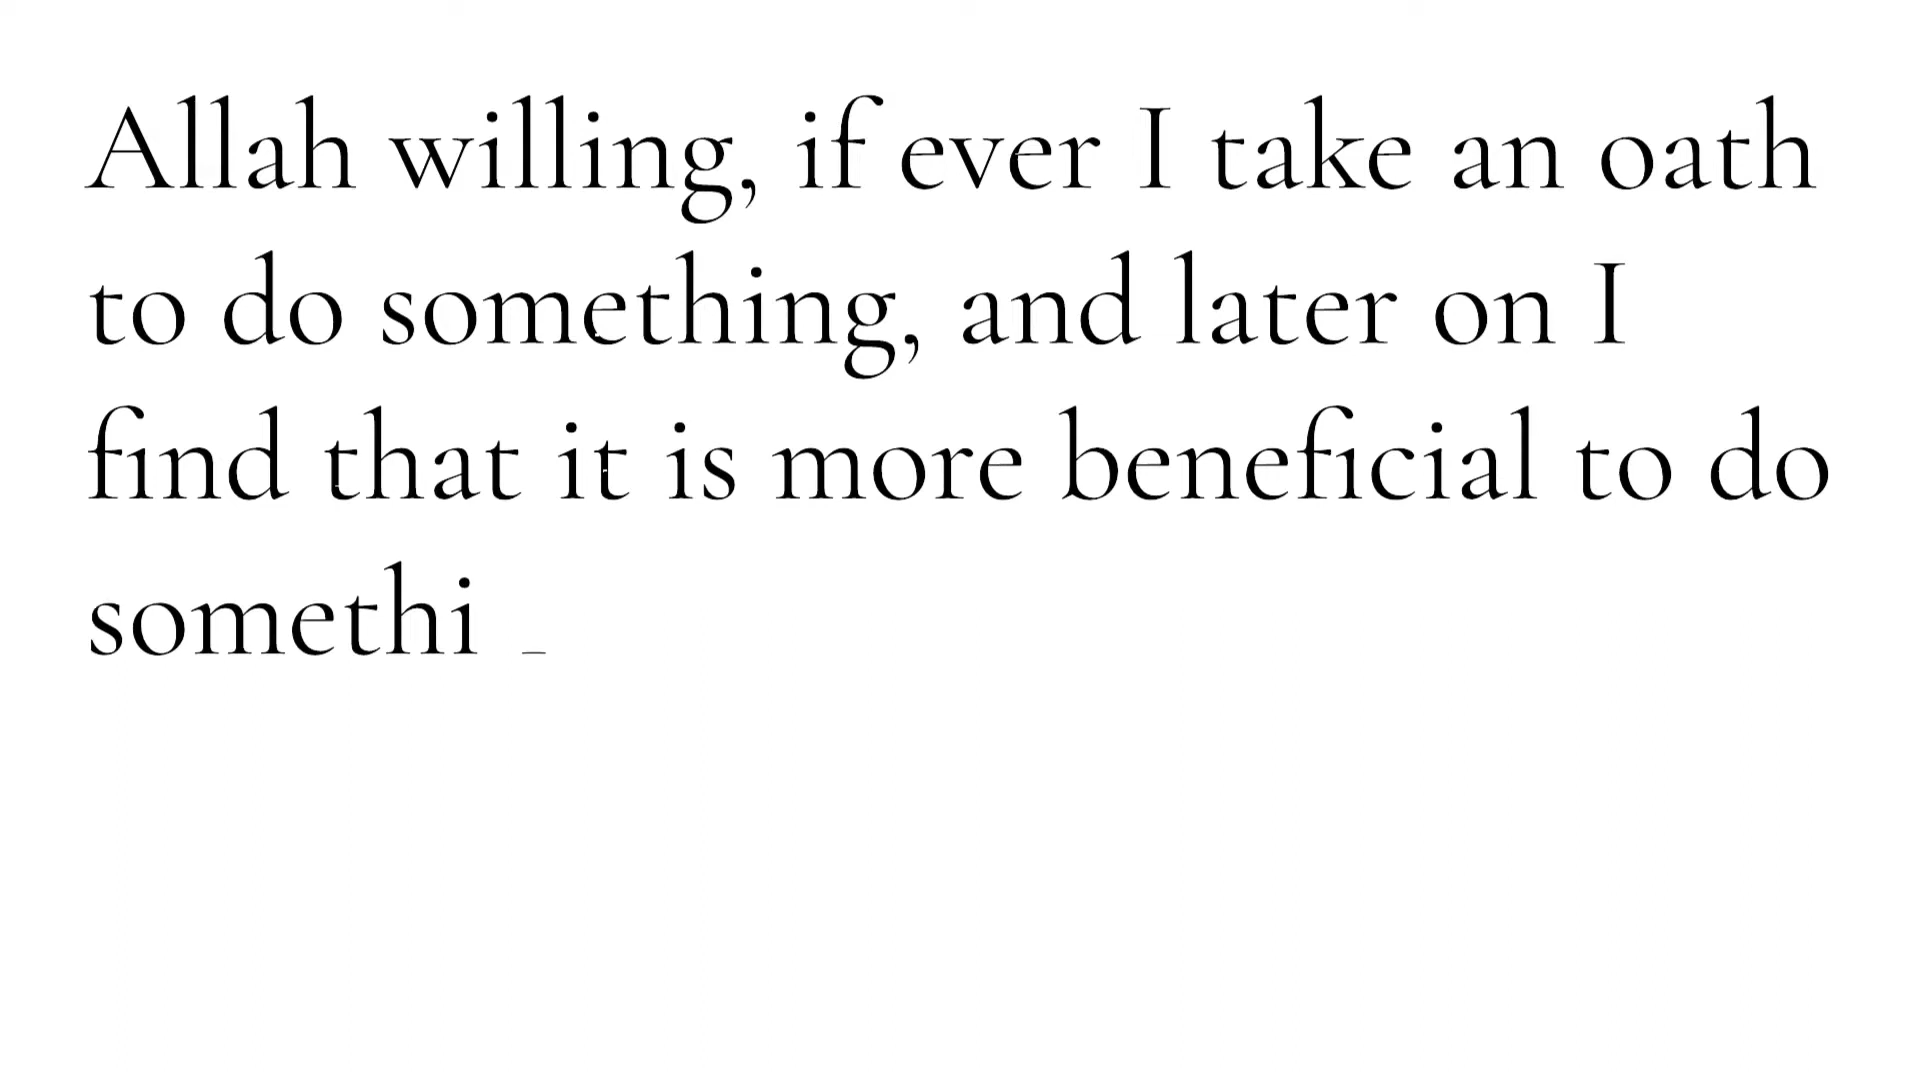 Allah willing, if ever I take an oath
to do something, and later on I
find that it is more beneficial to do
somethi _